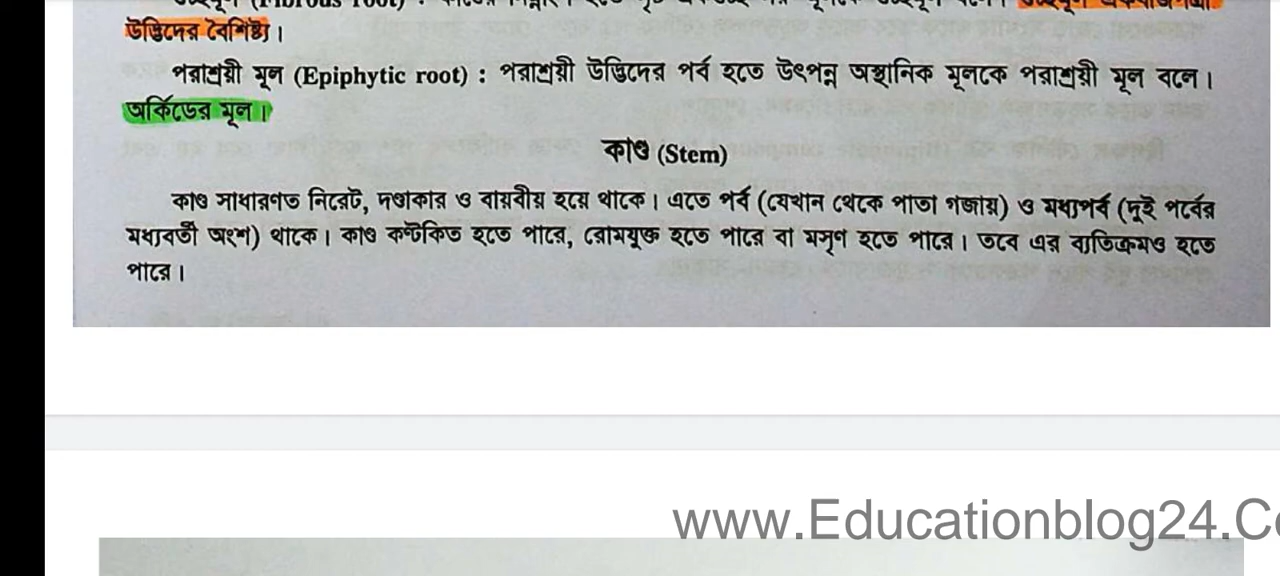 (Fibrous root) :
উদ্ভিদের বৈশিষ্ট্য।
পরাশ্রয়ী মূল (Epiphytic root) : পরাশ্রয়ী উদ্ভিদের পর্ব হতে উৎপন্ন অস্থানিক মূলকে পরাশ্রয়ী মূল বলে।
অর্কিডের মূল।
কাণ্ড (Stem)
কাণ্ড সাধারণত নিরেট, দণ্ডাকার ও বায়বীয় হয়ে থাকে। এতে পর্ব (যেখান থেকে পাতা গজায়) ও মধ্যপর্ব (দুই পর্বের
মধ্যবর্তী অংশ) থাকে। কাণ্ড কণ্টকিত হতে পারে, রোমযুক্ত হতে পারে বা মসৃণ হতে পারে। তবে এর ব্যতিক্রমও হতে
পারে।
www.Educationblog24.C